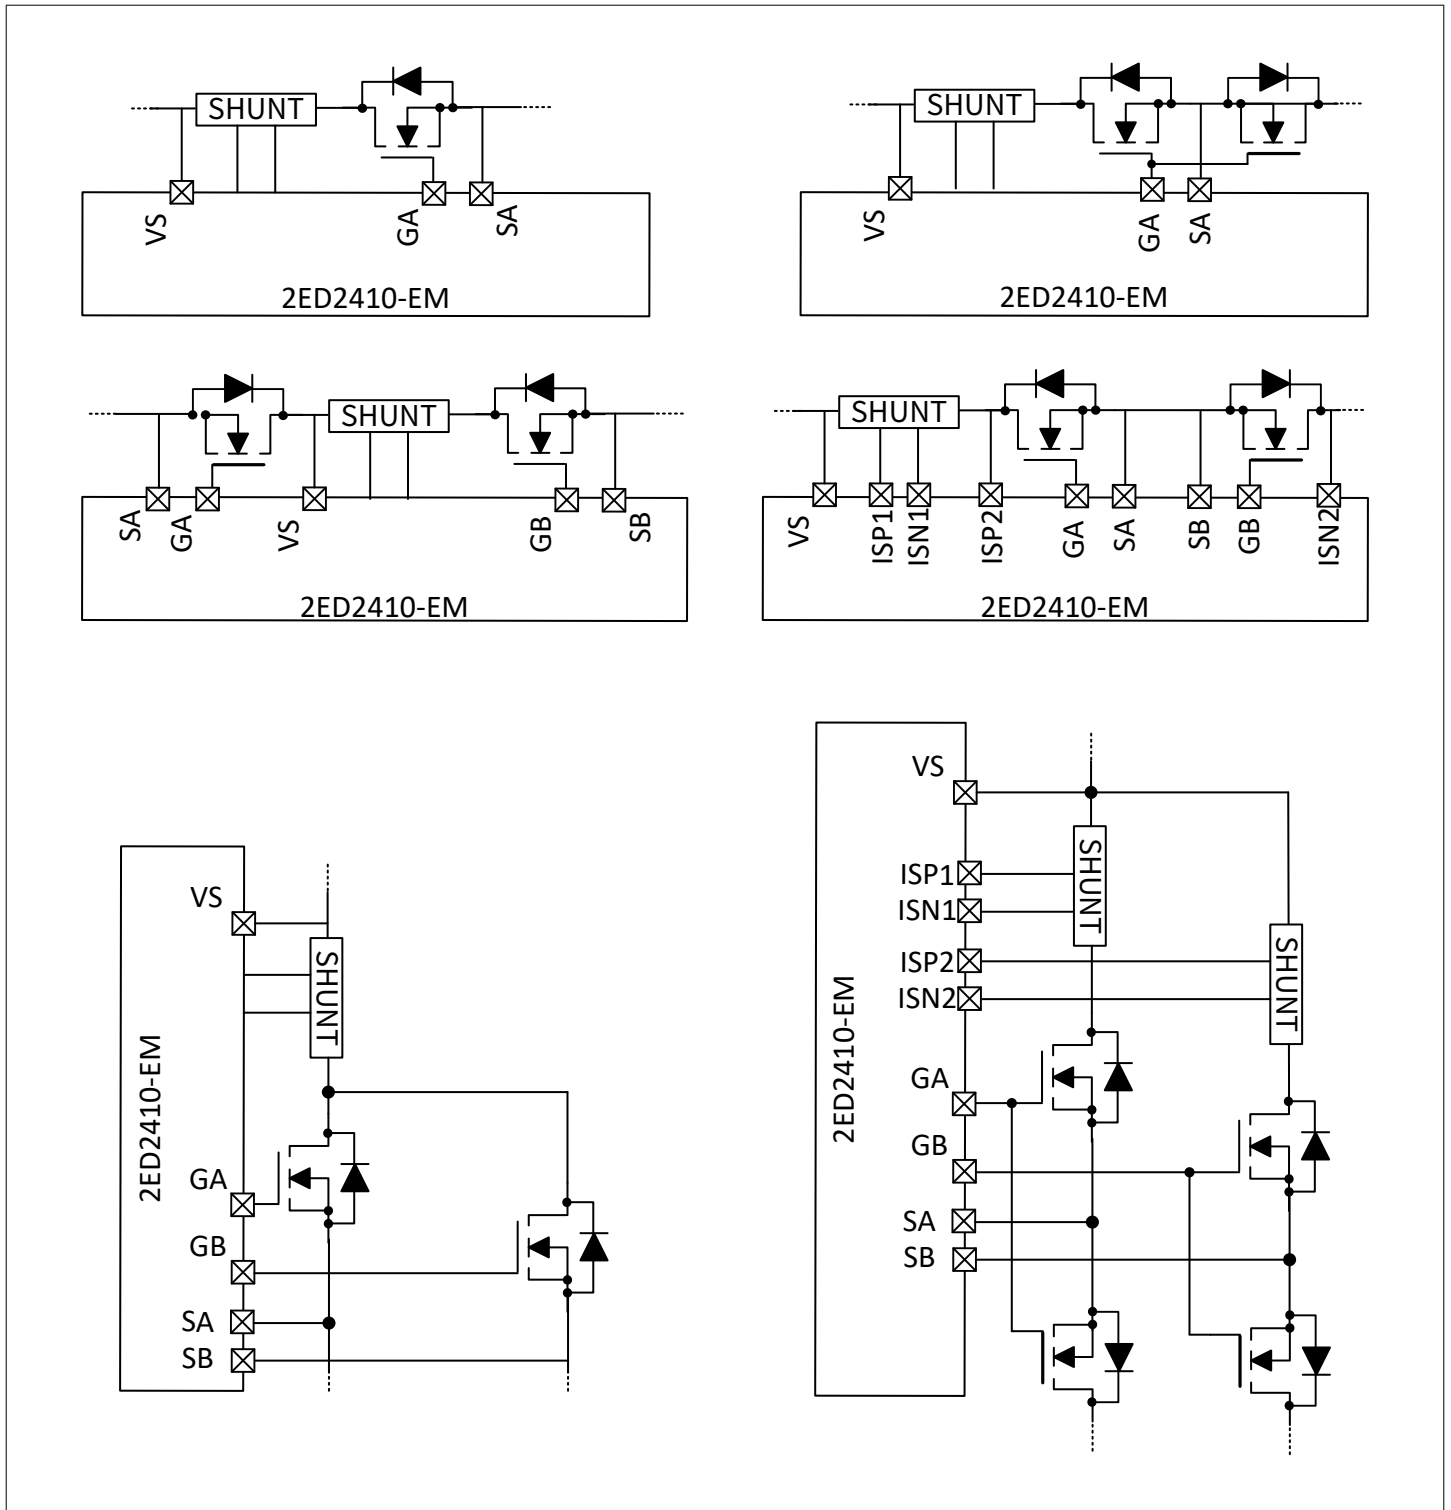 SHUNT
VS
GA
SA
2ED2410-EM
SHUNT
VS
GA
SA
2ED2410-EM
SHUNT
SA
GA
VS
GB
SB
2ED2410-EM
SHUNT
VS
ISP1
ISN1
ISP2
GA
SA
SB
GB
ISN2
2ED2410-EM
VS
SHUNT
2ED2410-EM
GA
GB
SA
SB
VS
SHUNT
ISP1
ISN1
ISP2
ISN2
SHUNT
2ED2410-EM
GA
GB
SA
SB